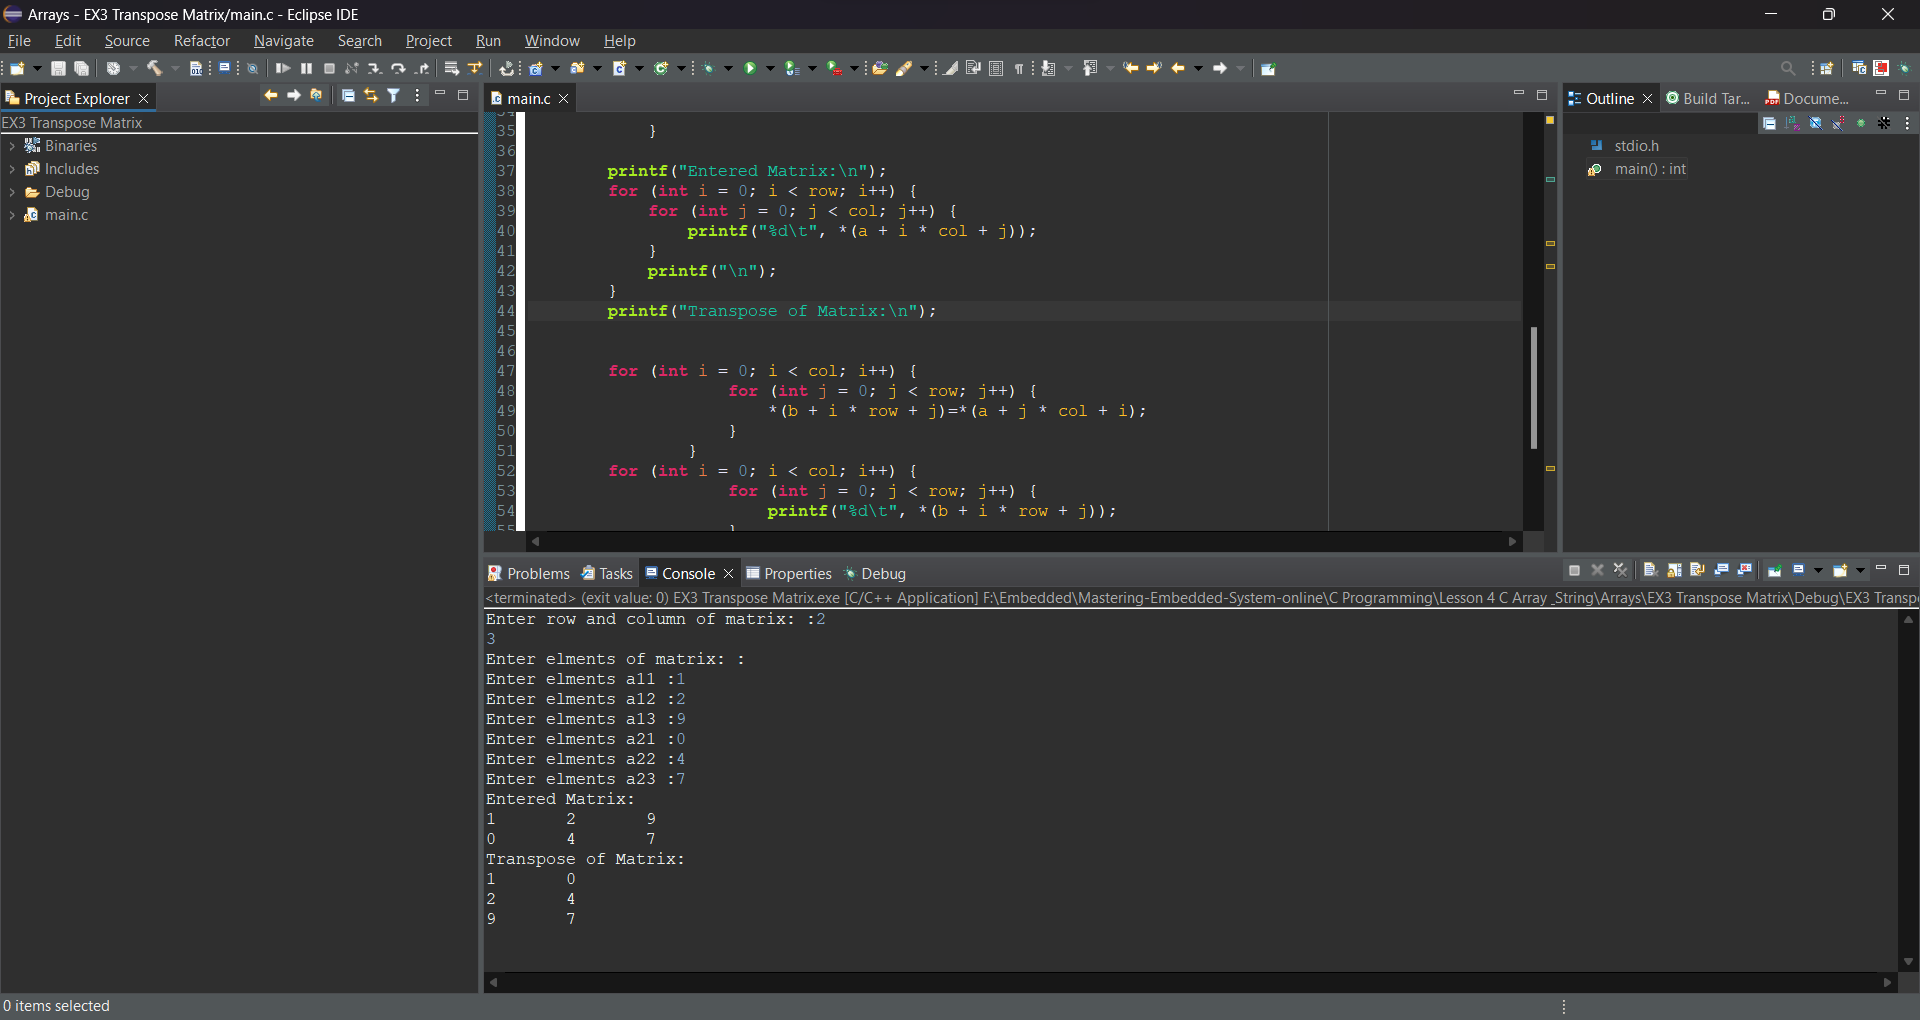 Arrays - EX3 Transpose Matrix/main.c - Eclipse IDE
File Edit Source Refactor Navigate Search Project Run Window Help
Project Explorer
EX3 Transpose Matrix
Binaries
Includes
Debug
main.c
main.c
35 }
36
37 printf("Entered Matrix:\n");
38 for (int i = 0; i < row; i++) {
39 for (int j = 0; j < col; j++) {
40 printf("%d\t", *(a + i * col + j));
41 }
42 printf("\n");
43 }
44 printf("Transpose of Matrix:\n");
45
46
47 for (int i = 0; i < col; i++) {
48 for (int j = 0; j < row; j++) {
49 *(b + i * row + j)=*(a + j * col + i);
50 }
51 }
52 for (int i = 0; i < col; i++) {
53 for (int j = 0; j < row; j++) {
54 printf("%d\t", *(b + i * row + j));
55 }
Outline Build Tar... Docume...
stdio.h
main() : int
Problems Tasks Console Properties Debug
<terminated> (exit value: 0) EX3 Transpose Matrix.exe [C/C++ Application] F:\Embedded\Mastering-Embedded-System-online\C Programming\Lesson 4 C Array_String\Arrays\EX3 Transpose Matrix\Debug\EX3 Transp
Enter row and column of matrix: :2
3
Enter elments of matrix: :
Enter elments a11 :1
Enter elments a12 :2
Enter elments a13 :9
Enter elments a21 :0
Enter elments a22 :4
Enter elments a23 :7
Entered Matrix:
1 2 9
0 4 7
Transpose of Matrix:
1 0
2 4
9 7
0 items selected